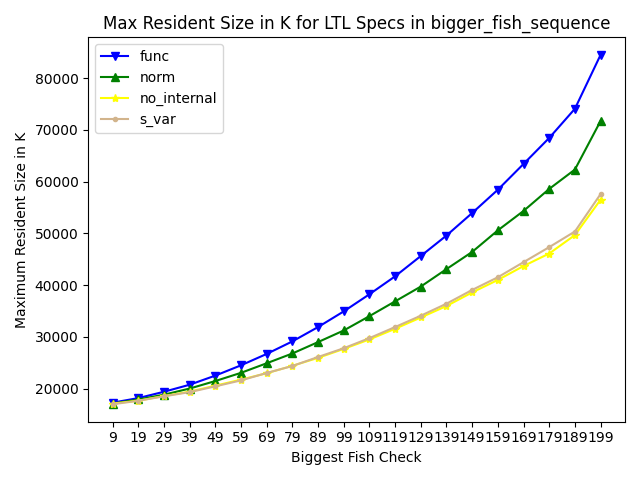 Max Resident Size in K for LTL Specs in bigger_fish_sequence
func
norm
no_internal
s_var
Maximum Resident Size in K
80000
70000
60000
50000
40000
30000
20000
9 19 29 39 49 59 69 79 89 99 109 119 129 139 149 159 169 179 189 199
Biggest Fish Check